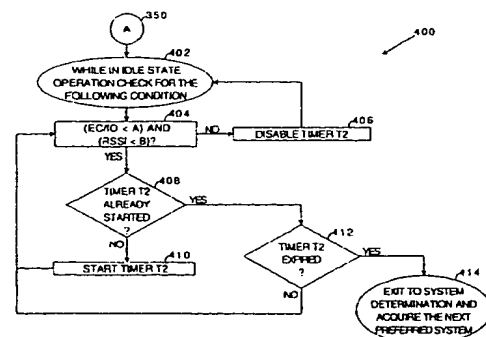 350
A
400
402
WHILE IN IDLE STATE
OPERATION CHECK FOR THE
FOLLOWING CONDITION
404
(EC/IO < A) AND
(RSSI < B)?
NO
406
DISABLE TIMER T2
YES
408
TIMER T2
ALREADY
STARTED
?
YES
NO
410
START TIMER T2
412
TIMER T2
EXPIRED
?
YES
NO
414
EXIT TO SYSTEM
DETERMINATION AND
ACQUIRE THE NEXT
PREFERRED SYSTEM